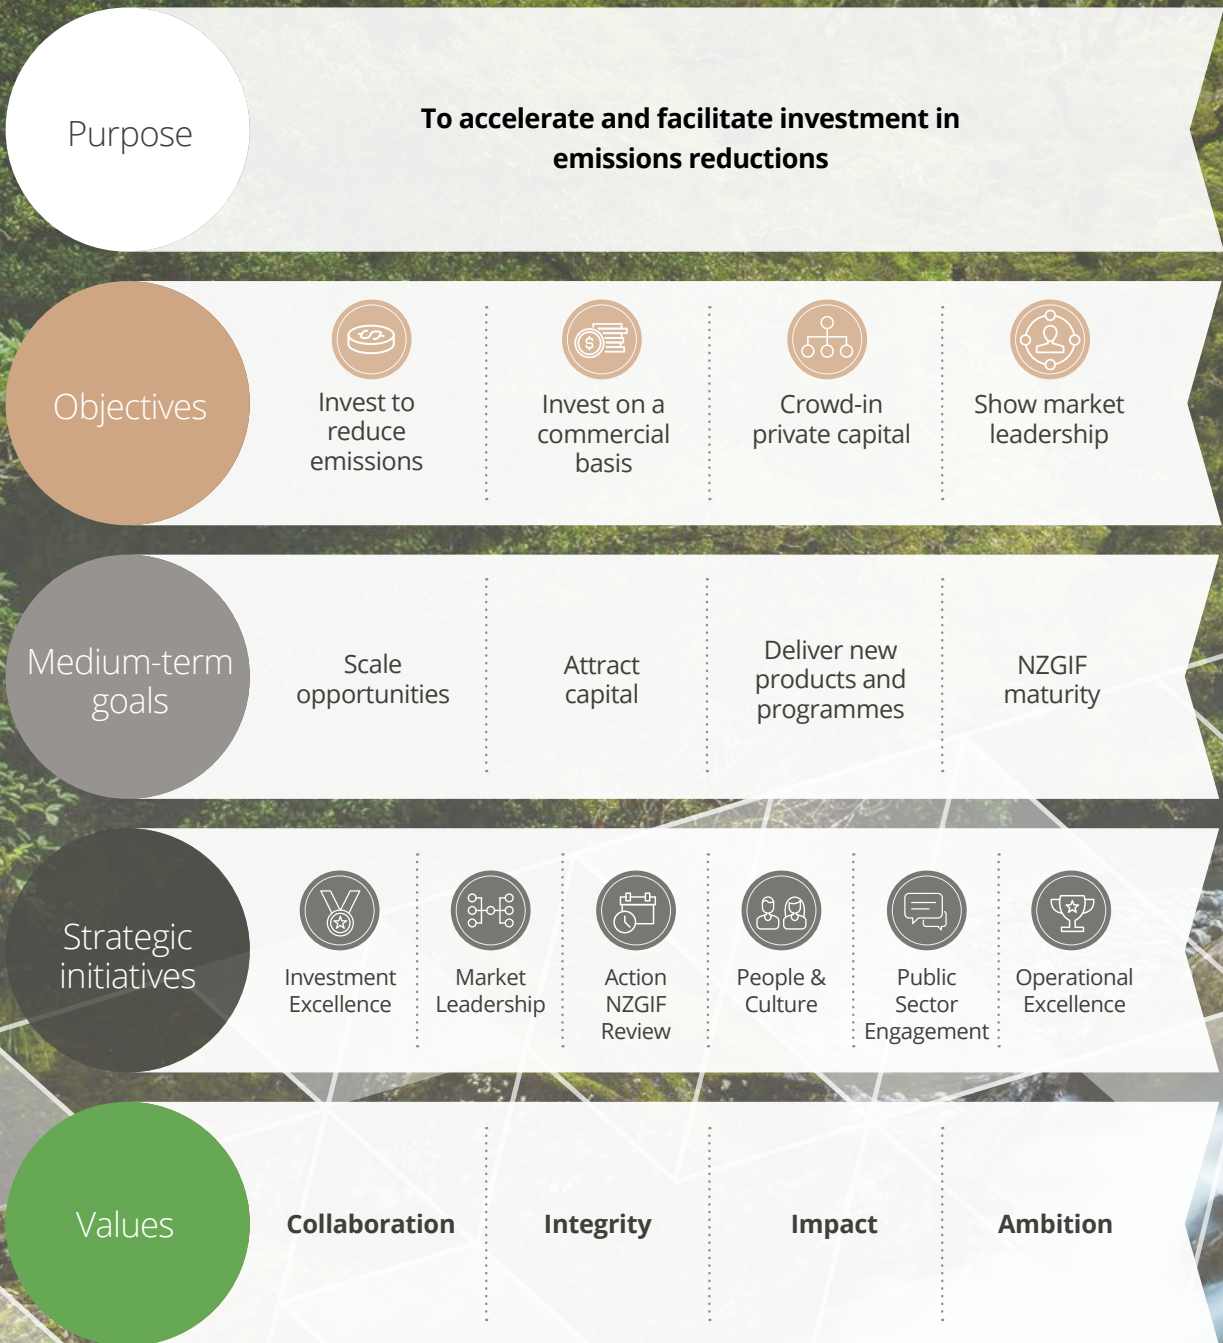 Purpose
To accelerate and facilitate investment in
emissions reductions
Objectives
Invest to
reduce
emissions
Invest on a
commercial
basis
Crowd-in
private capital
Show market
leadership
Medium-term
goals
Scale
opportunities
Attract
capital
Deliver new
products and
programmes
NZGIF
maturity
Strategic
initiatives
Investment
Excellence
Market
Leadership
Action
NZGIF
Review
People &
Culture
Public
Sector
Engagement
Operational
Excellence
Values
Collaboration
Integrity
Impact
Ambition